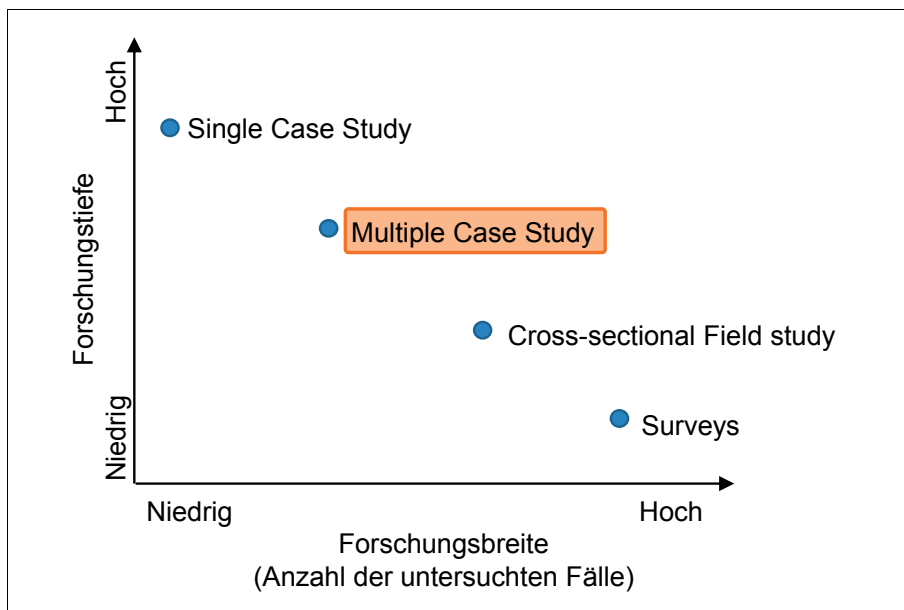 Hoch
Single Case Study
Forschungstiefe
Multiple Case Study
Cross-sectional Field study
Niedrig
Surveys
Niedrig
Hoch
Forschungsbreite
(Anzahl der untersuchten Fälle)